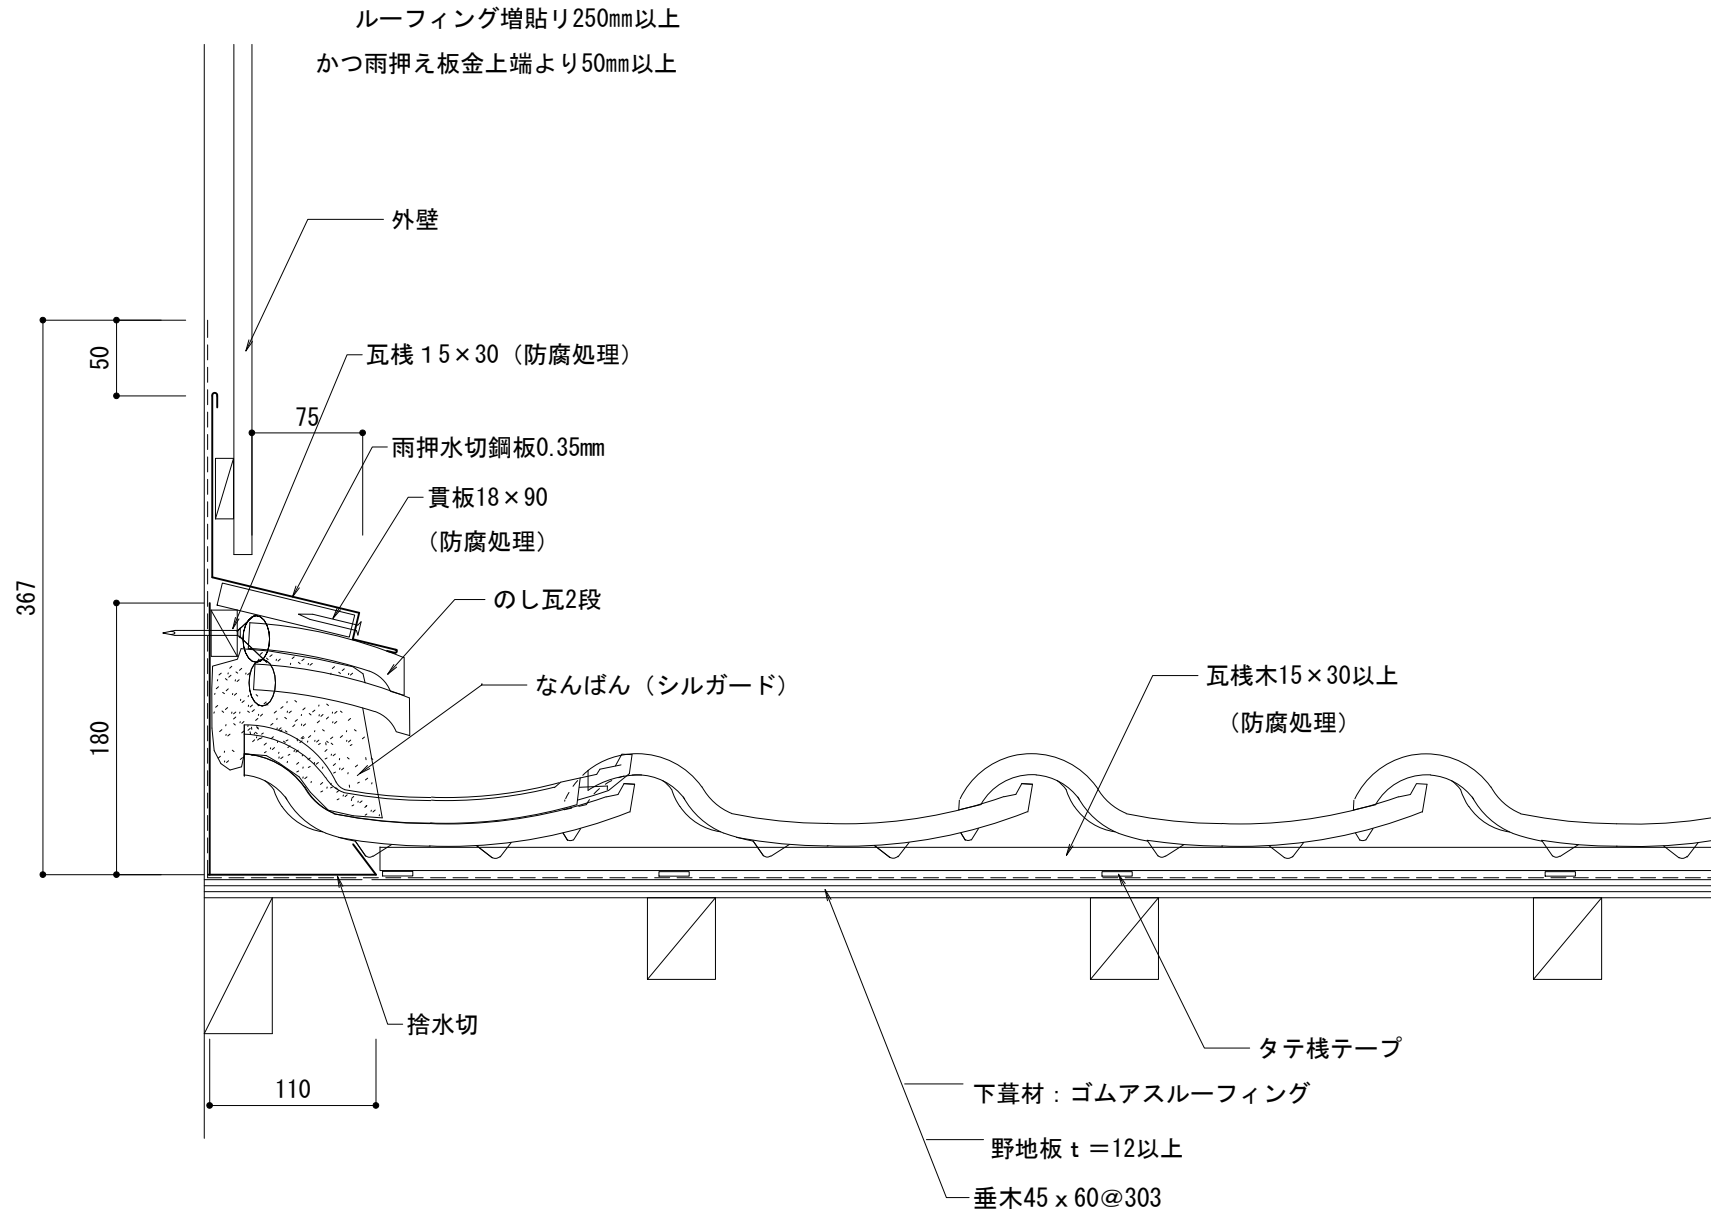 ルーフィング増貼リ250mm以上
かつ雨押え板金上端より50mm以上
外壁
50
瓦桟 15×30（防腐処理）
75
雨押水切鋼板0.35mm
貫板18×90
（防腐処理）
367
のし瓦2段
なんばん（シルガード）
瓦桟木15×30以上
（防腐処理）
180
捨水切
タテ桟テープ
110
下葺材：ゴムアスルーフィング
野地板ｔ＝12以上
垂木45ｘ60＠303